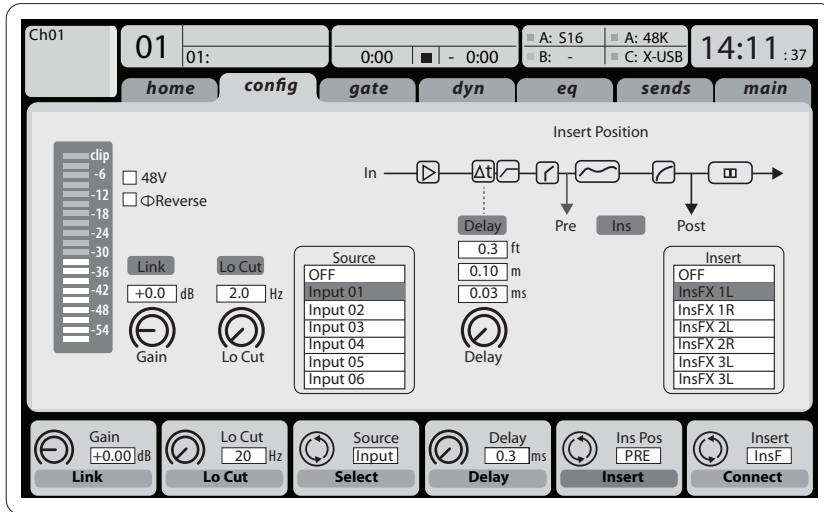 Ch01
01
01:
0:00
- 0:00
A: S16
B: -
A: 48K
C: X-USB
14:11 : 37
home
config
gate
dyn
eq
sends
main
clip
-6
-12
-18
-24
-30
-36
-42
-48
-54
48V
ΦReverse
Link
+0.0 dB
Gain
Lo Cut
2.0 Hz
Lo Cut
Source
OFF
Input 01
Input 02
Input 03
Input 04
Input 05
Input 06
Insert Position
In
Δt
Delay
0.3 ft
0.10 m
0.03 ms
Delay
Pre
Ins
Post
Insert
OFF
InsFX 1L
InsFX 1R
InsFX 2L
InsFX 2R
InsFX 3L
InsFX 3L
Gain
+0.00 dB
Link
Lo Cut
20 Hz
Lo Cut
Source
Input
Select
Delay
0.3 ms
Delay
Ins Pos
PRE
Insert
Insert
InsF
Connect